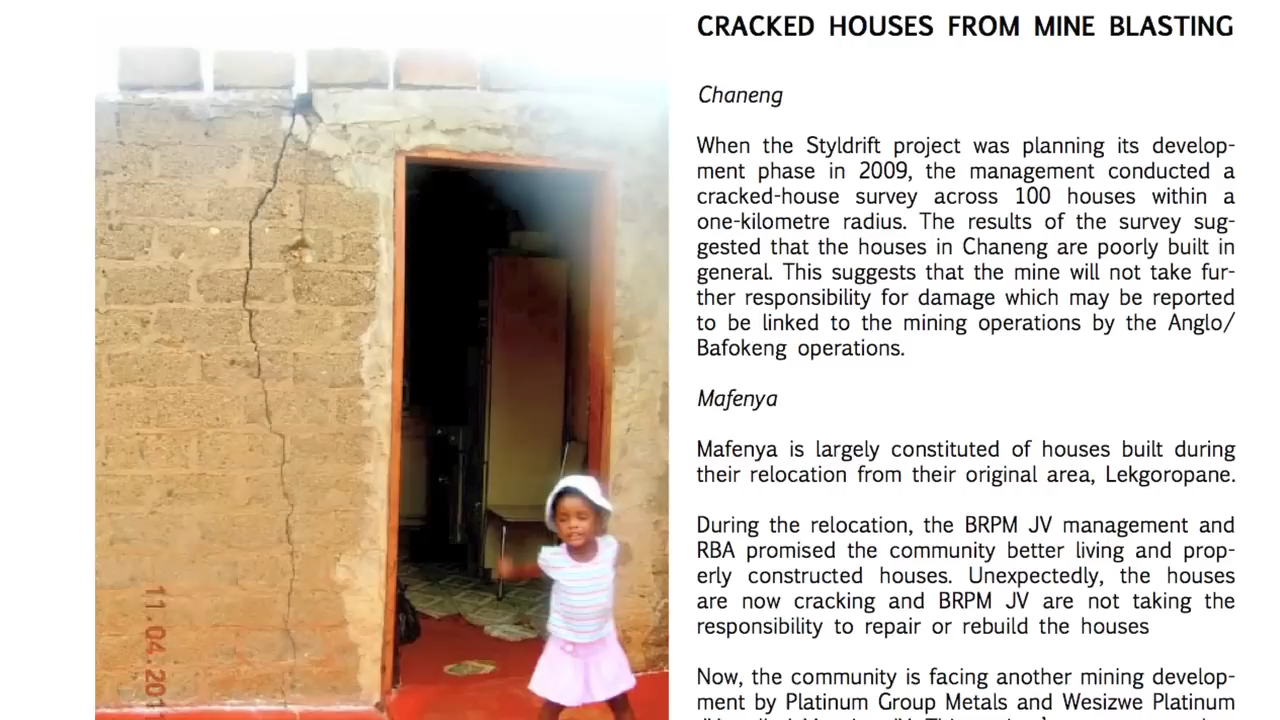 CRACKED HOUSES FROM MINE BLASTING
Chaneng
When the Styldrift project was planning its develop-
ment phase in 2009, the management conducted a
cracked-house survey across 100 houses within a
one-kilometre radius. The results of the survey sug-
gested that the houses in Chaneng are poorly built in
general. This suggests that the mine will not take fur-
ther responsibility for damage which may be reported
to be linked to the mining operations by the Anglo/
Bafokeng operations.
Mafenya
Mafenya is largely constituted of houses built during
their relocation from their original area, Lekgoropane.
During the relocation, the BRPM JV management and
RBA promised the community better living and prop-
erly constructed houses. Unexpectedly, the houses
are now cracking and BRPM JV are not taking the
responsibility to repair or rebuild the houses
Now, the community is facing another mining develop-
ment by Platinum Group Metals and Wesizwe Platinum
11.04.20